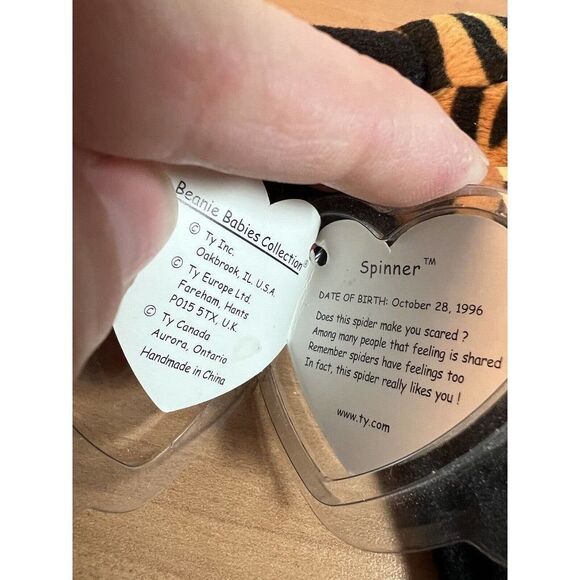 Beanie Babies Collection®
© Ty Inc.
Oakbrook, IL. U.S.A.
© Ty Europe Ltd.
Fareham, Hants
PO15 5TX, U.K.
© Ty Canada
Aurora, Ontario
Handmade in China
Spinner™
DATE OF BIRTH: October 28, 1996
Does this spider make you scared ?
Among many people that feeling is shared
Remember spiders have feelings too
In fact, this spider really likes you !
www.ty.com